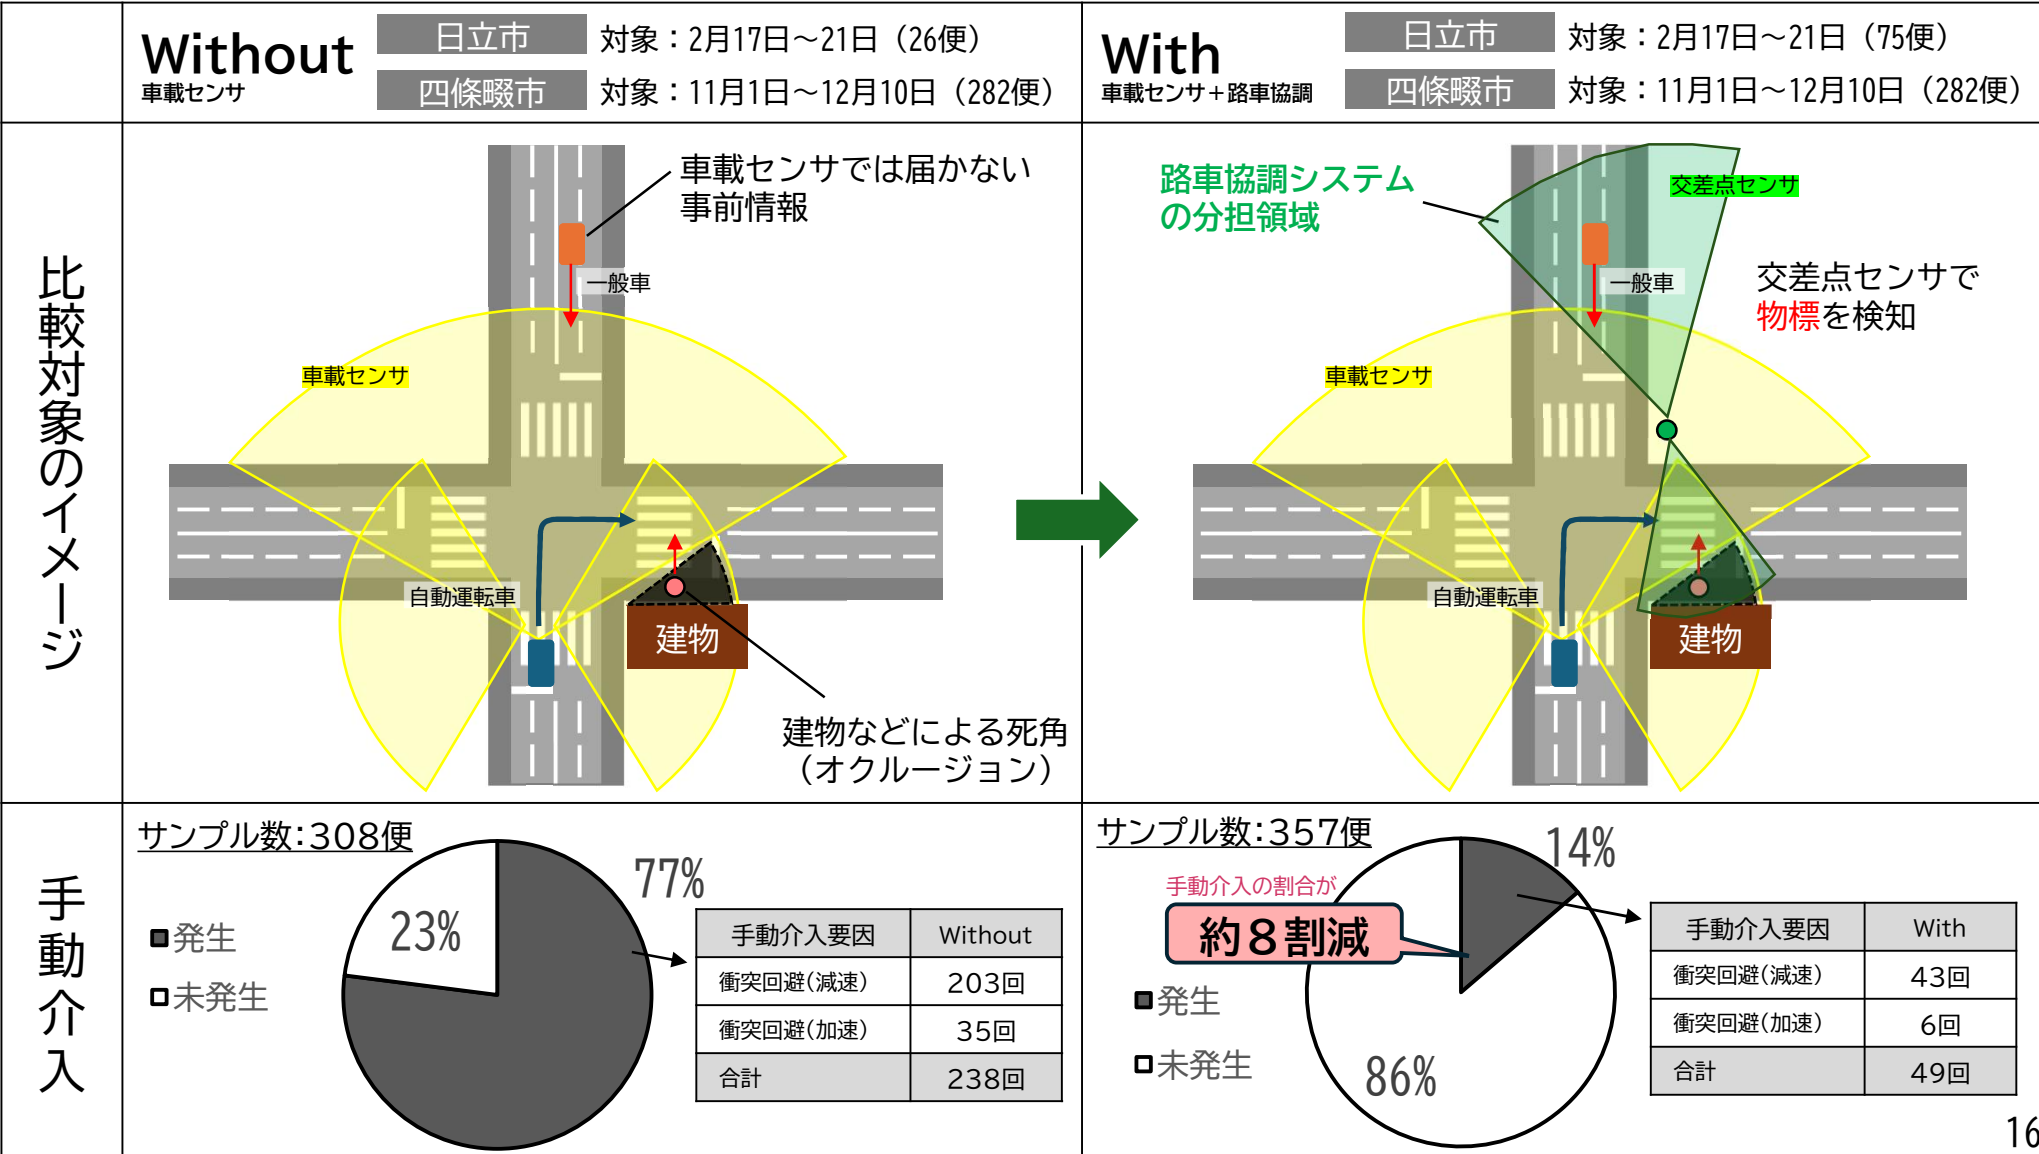 Without
車載センサ
日立市
対象：2月17日～21日（26便）
四條畷市
対象：11月1日～12月10日（282便）
With
車載センサ＋路車協調
日立市
対象：2月17日～21日（75便）
四條畷市
対象：11月1日～12月10日（282便）
比較対象のイメージ
車載センサでは届かない
事前情報
一般車
車載センサ
自動運転車
建物
建物などによる死角
（オクルージョン）
路車協調システム
の分担領域
交差点センサ
一般車
交差点センサで
物標を検知
車載センサ
自動運転車
建物
手動介入
サンプル数：308便
77%
23%
発生
未発生
手動介入要因 Without
衝突回避(減速) 203回
衝突回避(加速) 35回
合計 238回
サンプル数：357便
14%
手動介入の割合が
約8割減
発生
未発生
86%
手動介入要因 With
衝突回避(減速) 43回
衝突回避(加速) 6回
合計 49回
16